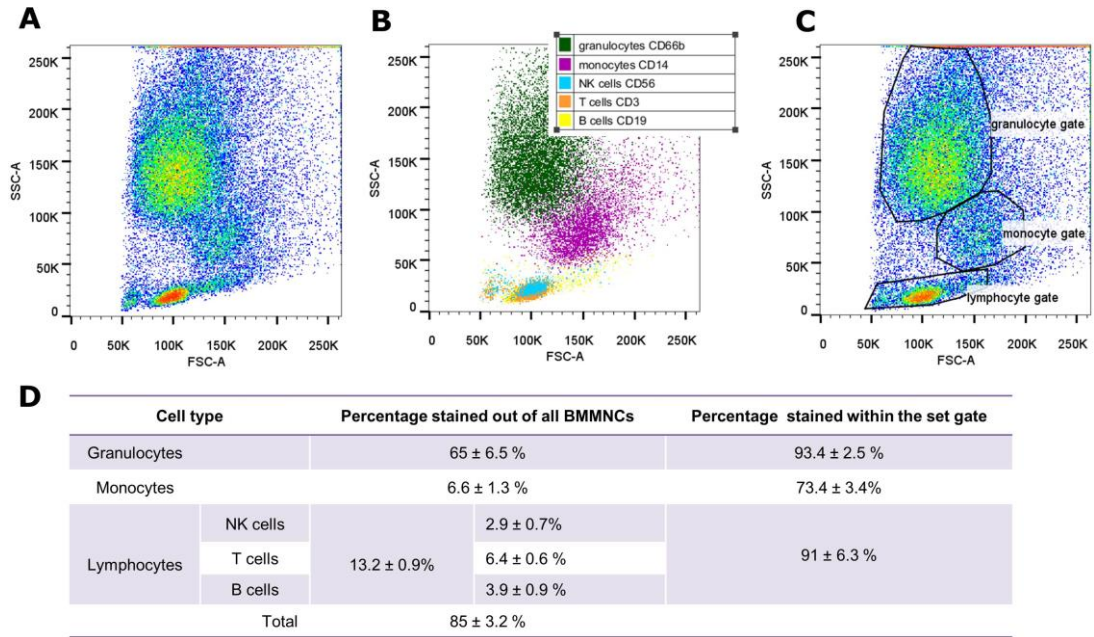 A
B
C
250K
200K
150K
100K
50K
0
SSC-A
0 50K 100K 150K 200K 250K
FSC-A
granulocytes CD66b
monocytes CD14
NK cells CD56
T cells CD3
B cells CD19
250K
200K
150K
100K
50K
0
SSC-A
0 50K 100K 150K 200K 250K
FSC-A
250K
200K
150K
100K
50K
0
SSC-A
granulocyte gate
monocyte gate
lymphocyte gate
0 50K 100K 150K 200K 250K
FSC-A
D
Cell type Percentage stained out of all BMMNCs Percentage stained within the set gate
Granulocytes 65 ± 6.5 % 93.4 ± 2.5 %
Monocytes 6.6 ± 1.3 % 73.4 ± 3.4%
Lymphocytes 13.2 ± 0.9% 91 ± 6.3 %
NK cells 2.9 ± 0.7%
T cells 6.4 ± 0.6 %
B cells 3.9 ± 0.9 %
Total 85 ± 3.2 %